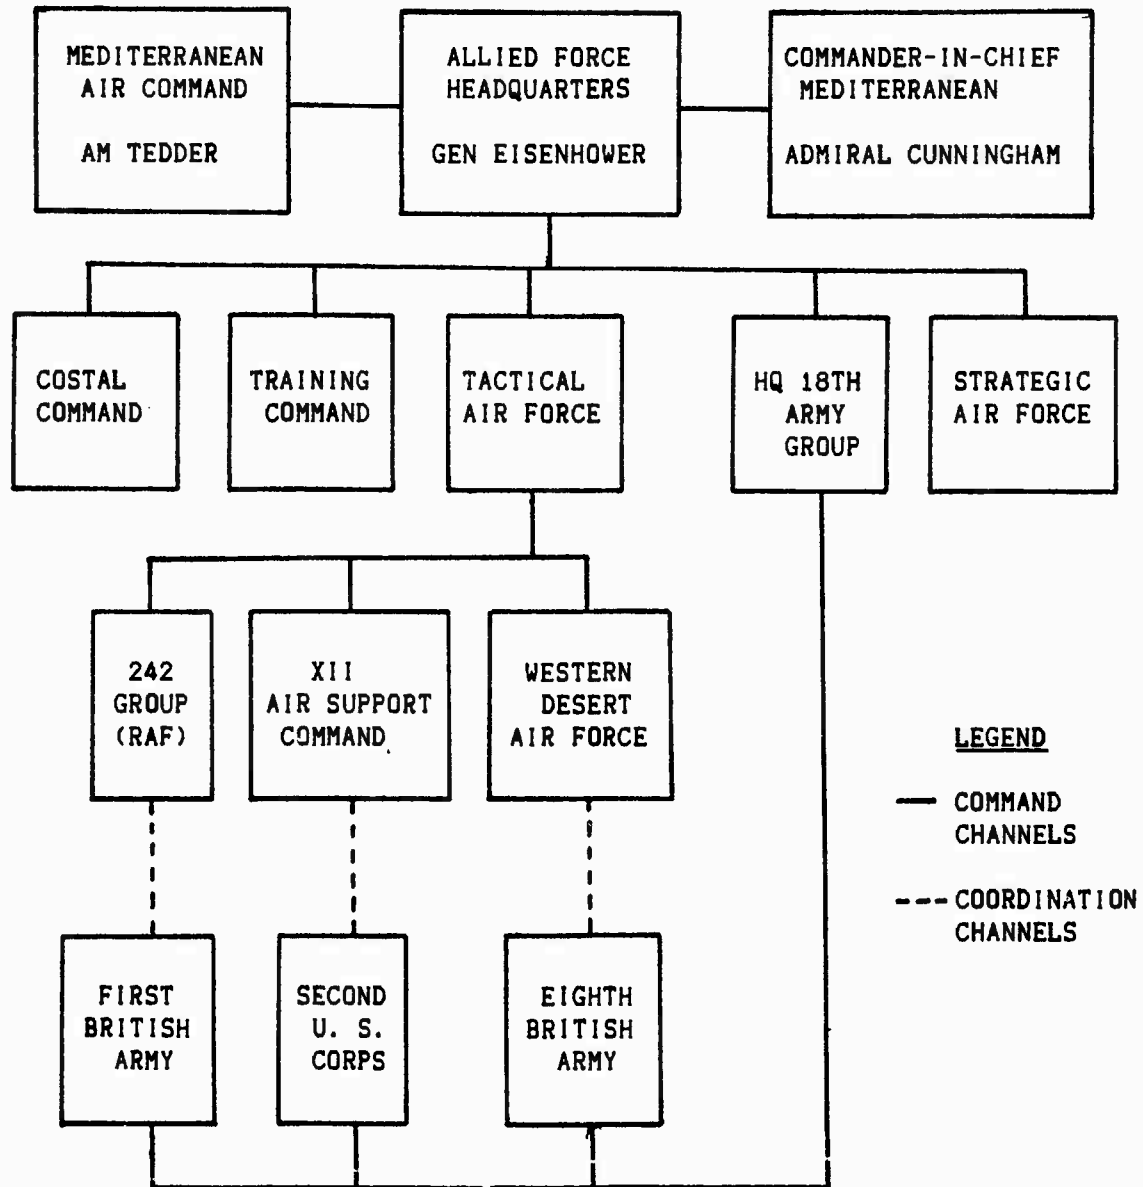 MEDITERRANEAN
AIR COMMAND
AM TEDDER
ALLIED FORCE
HEADQUARTERS
GEN EISENHOWER
COMMANDER-IN-CHIEF
MEDITERRANEAN
ADMIRAL CUNNINGHAM
COSTAL
COMMAND
TRAINING
COMMAND
TACTICAL
AIR FORCE
HQ 18TH
ARMY
GROUP
STRATEGIC
AIR FORCE
242
GROUP
(RAF)
XII
AIR SUPPORT
COMMAND
WESTERN
DESERT
AIR FORCE
LEGEND
COMMAND
CHANNELS
COORDINATION
CHANNELS
FIRST
BRITISH
ARMY
SECOND
U. S.
CORPS
EIGHTH
BRITISH
ARMY